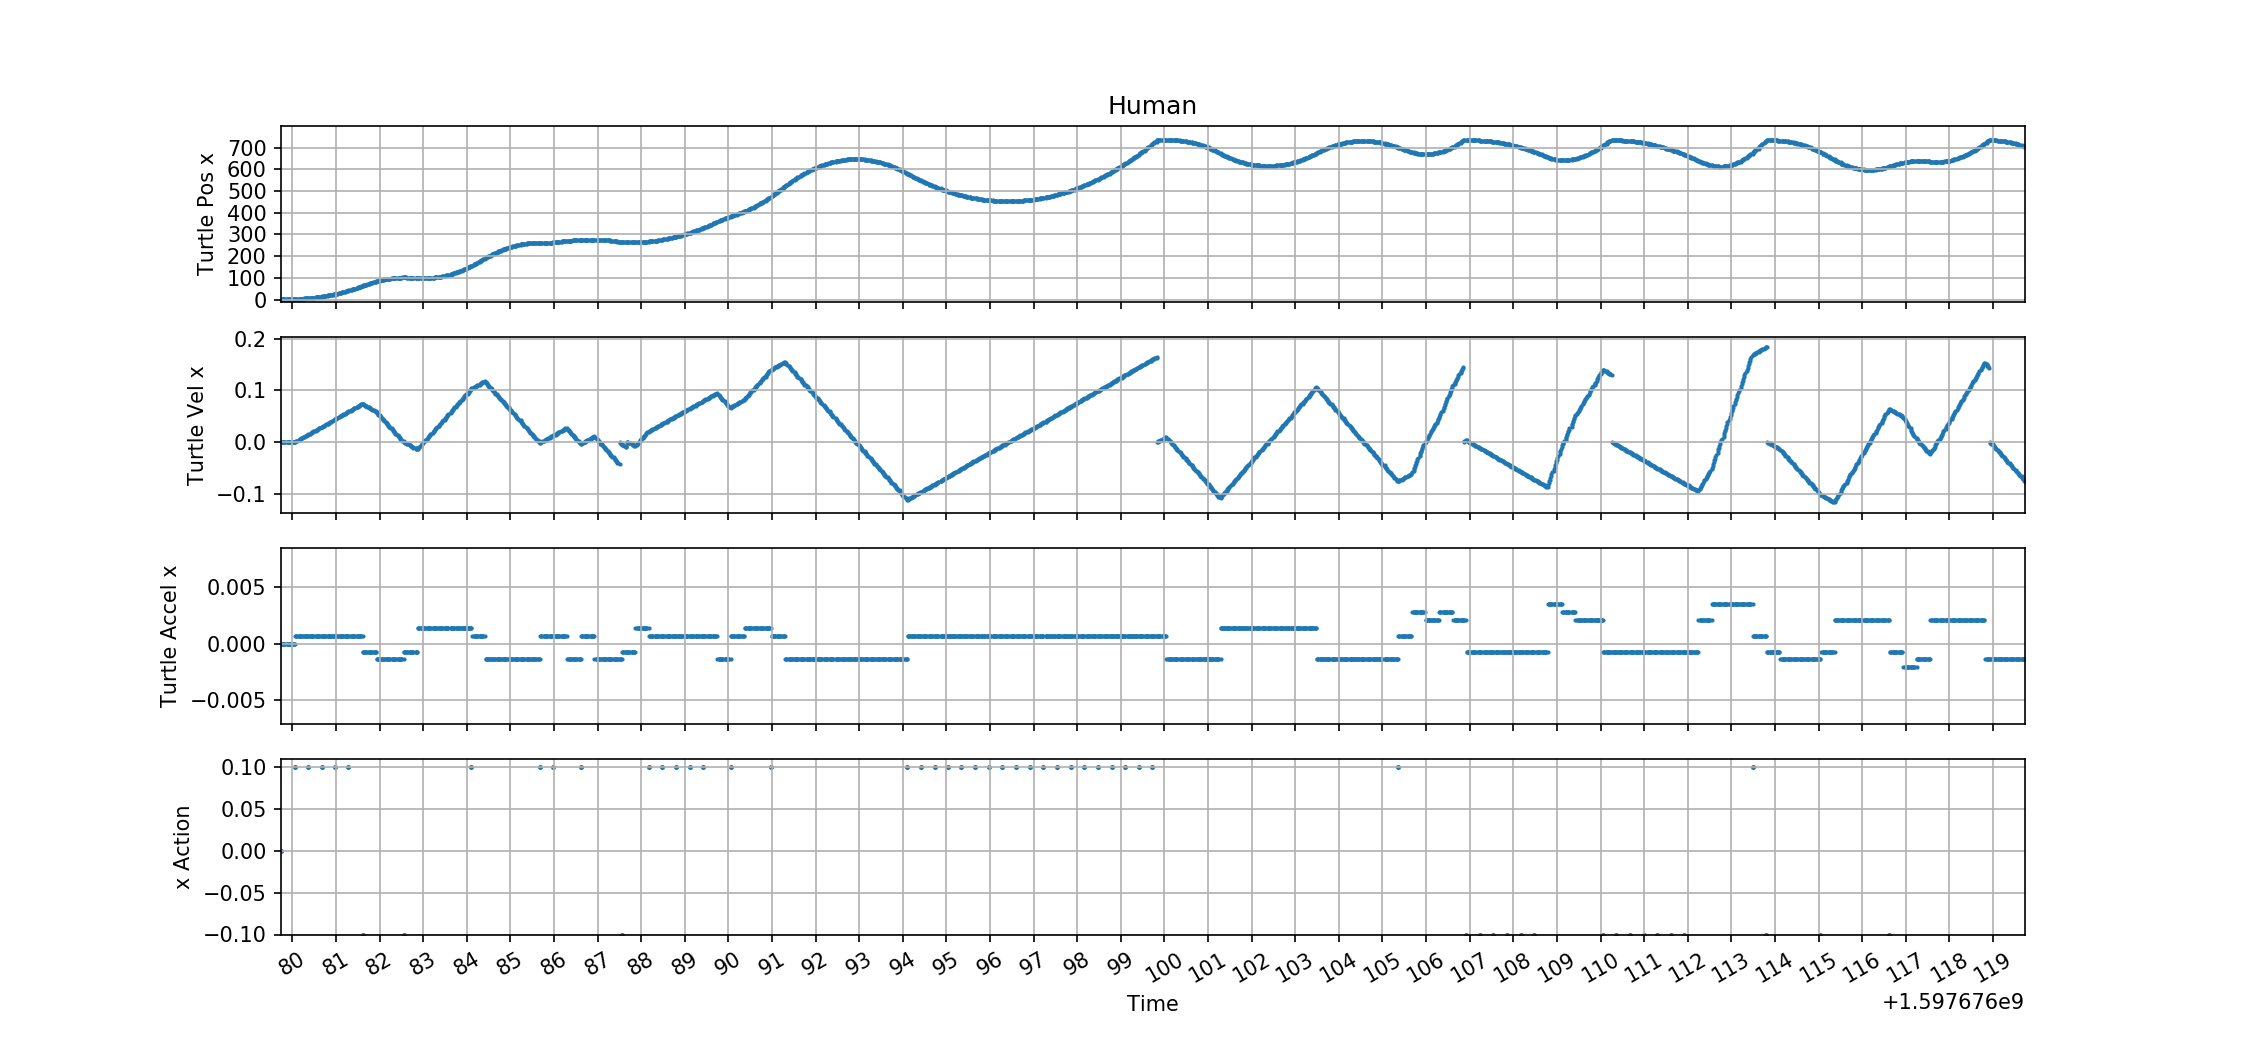 Human
Turtle Pos x
700
600
500
400
300
200
100
0
Turtle Vel x
0.2
0.1
0.0
−0.1
Turtle Accel x
0.005
0.000
−0.005
x Action
0.10
0.05
0.00
−0.05
−0.10
80 81 82 83 84 85 86 87 88 89 90 91 92 93 94 95 96 97 98 99 100 101 102 103 104 105 106 107 108 109 110 111 112 113 114 115 116 117 118 119
Time
+1.597676e9